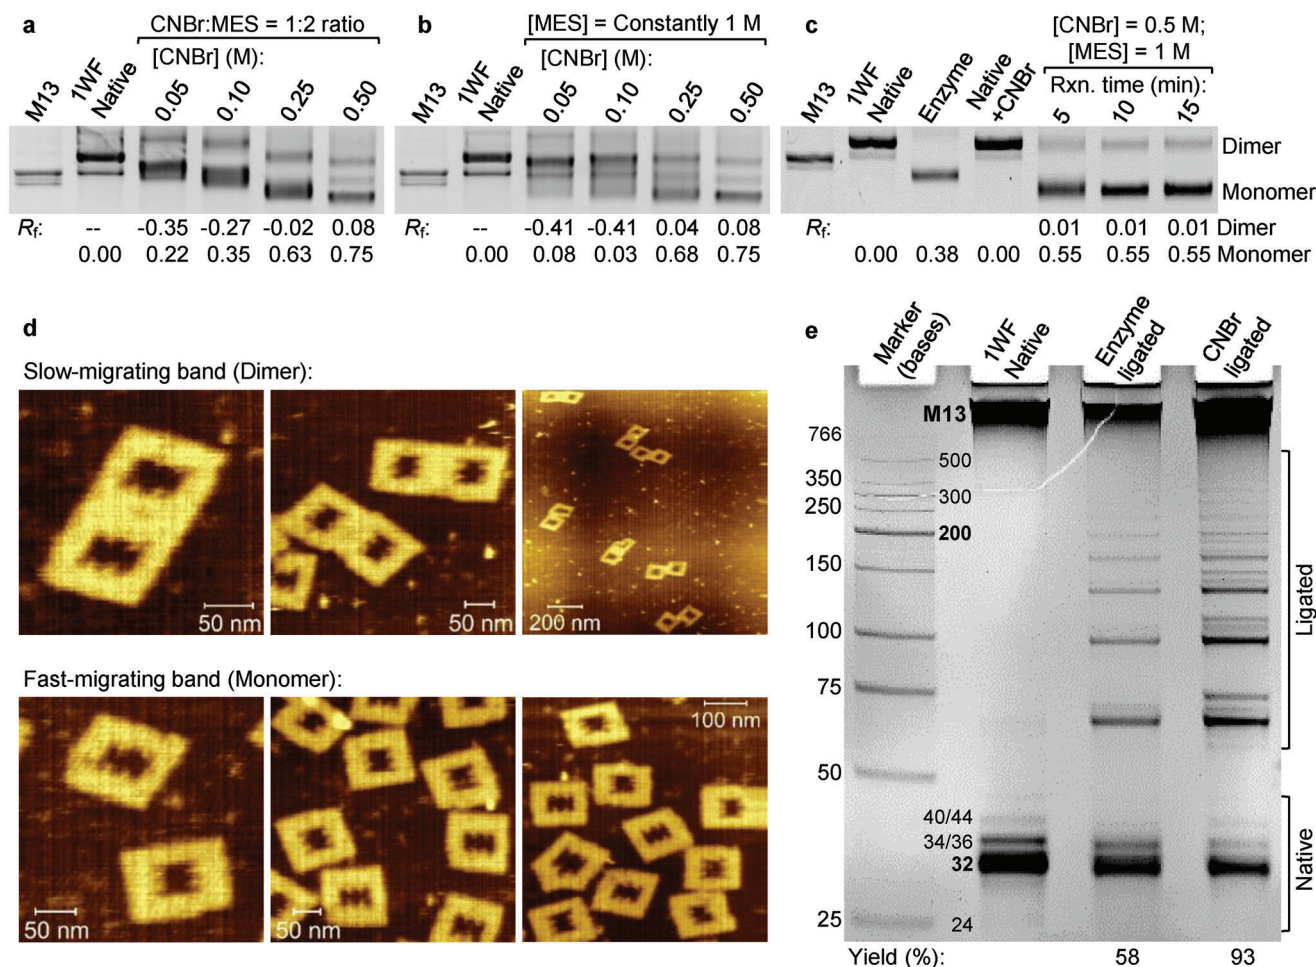 a
CNBr:MES = 1:2 ratio
[CNBr] (M):
M13
1WF
Native
0.05
0.10
0.25
0.50
Rf: -- -0.35 -0.27 -0.02 0.08
0.00 0.22 0.35 0.63 0.75
b
[MES] = Constantly 1 M
[CNBr] (M):
M13
1WF
Native
0.05
0.10
0.25
0.50
-- -0.41 -0.41 0.04 0.08
0.00 0.08 0.03 0.68 0.75
c
[CNBr] = 0.5 M;
[MES] = 1 M
Rxn. time (min):
M13
1WF
Native
Enzyme
Native
+CNBr
5
10
15
Dimer
Monomer
Rf: 0.01 0.01 0.01 Dimer
0.00 0.38 0.00 0.55 0.55 0.55 Monomer
d
Slow-migrating band (Dimer):
50 nm
50 nm
200 nm
Fast-migrating band (Monomer):
50 nm
50 nm
100 nm
e
Marker
(bases)
1WF
Native
Enzyme
ligated
CNBr
ligated
M13
766
500
350
300
250
200
150
100
75
50
40/44
34/36
32
25
24
Ligated
Native
Yield (%): 58 93